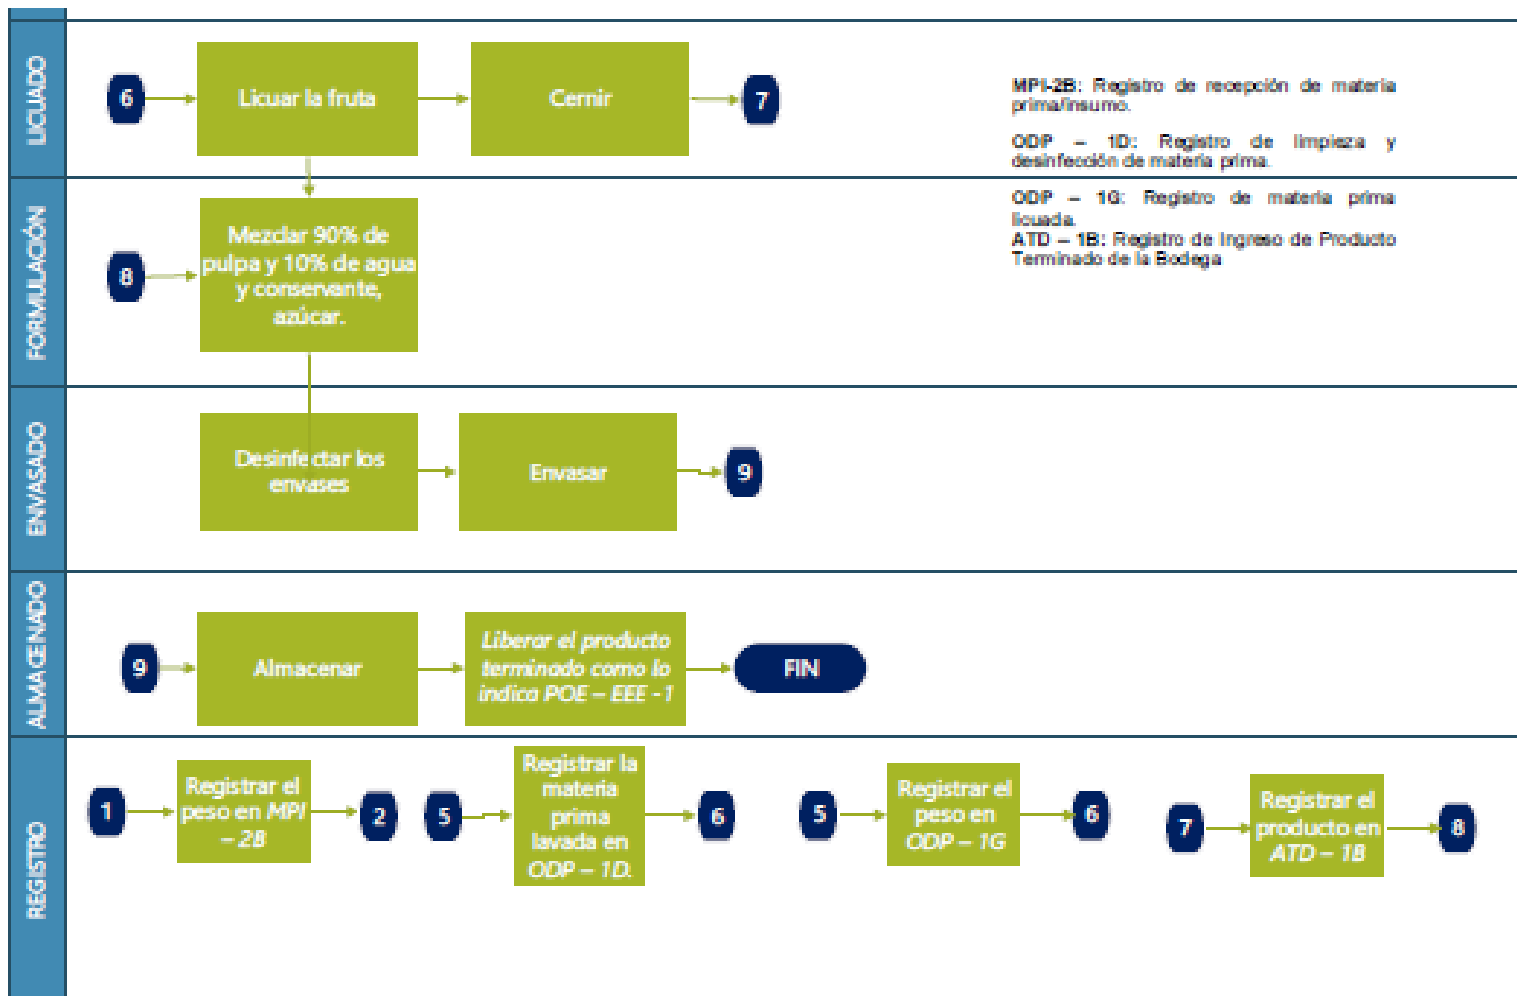 LICUADO
6
Licuar la fruta
Cernir
7
MPI-2B: Registro de recepción de materia
prima/insumo.
ODP – 1D: Registro de limpieza y
desinfección de materia prima.
ODP – 1G: Registro de materia prima
licuada.
ATD – 1B: Registro de Ingreso de Producto
Terminado de la Bodega
FORMULACIÓN
8
Mezclar 90% de
pulpa y 10% de agua
y conservante,
azúcar.
ENVASADO
Desinfectar los
envases
Envasar
9
ALMACENADO
9
Almacenar
Liberar el producto
terminado como lo
indica POE – EEE -1
FIN
REGISTRO
1
Registrar el
peso en MPI
– 2B
2
5
Registrar la
materia
prima
lavada en
ODP – 1D.
6
5
Registrar el
peso en
ODP – 1G
6
7
Registrar el
producto en
ATD – 1B
8